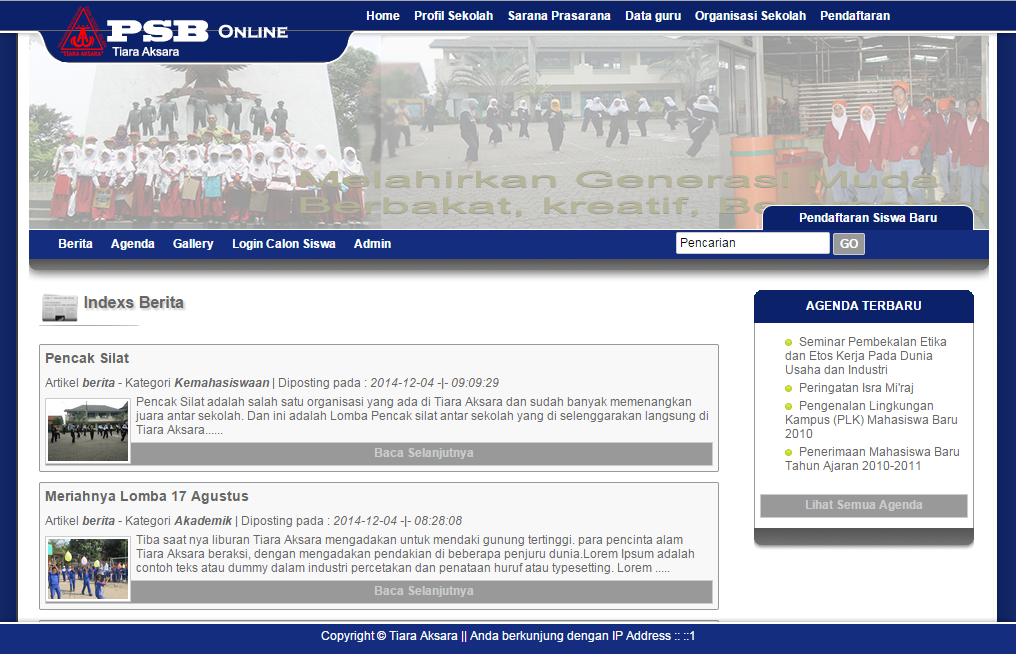 Home Profil Sekolah Sarana Prasarana Data guru Organisasi Sekolah Pendaftaran
"TIARA AKSARA"
PSB ONLINE
Tiara Aksara
Melahirkan Generasi Muda
Berbakat, kreatif,
Pendaftaran Siswa Baru
Berita Agenda Gallery Login Calon Siswa Admin
Pencarian GO
Indexs Berita
Pencak Silat
Artikel berita - Kategori Kemahasiswaan | Diposting pada : 2014-12-04 -|- 09:09:29
Pencak Silat adalah salah satu organisasi yang ada di Tiara Aksara dan sudah banyak memenangkan
juara antar sekolah. Dan ini adalah Lomba Pencak silat antar sekolah yang di selenggarakan langsung di
Tiara Aksara......
Baca Selanjutnya
Meriahnya Lomba 17 Agustus
Artikel berita - Kategori Akademik | Diposting pada : 2014-12-04 -|- 08:28:08
Tiba saat nya liburan Tiara Aksara mengadakan untuk mendaki gunung tertinggi. para pencinta alam
Tiara Aksara beraksi, dengan mengadakan pendakian di beberapa penjuru dunia.Lorem Ipsum adalah
contoh teks atau dummy dalam industri percetakan dan penataan huruf atau typesetting. Lorem .....
Baca Selanjutnya
AGENDA TERBARU
Seminar Pembekalan Etika
dan Etos Kerja Pada Dunia
Usaha dan Industri
Peringatan Isra Mi'raj
Pengenalan Lingkungan
Kampus (PLK) Mahasiswa Baru
2010
Penerimaan Mahasiswa Baru
Tahun Ajaran 2010-2011
Lihat Semua Agenda
Copyright © Tiara Aksara || Anda berkunjung dengan IP Address :: ::1